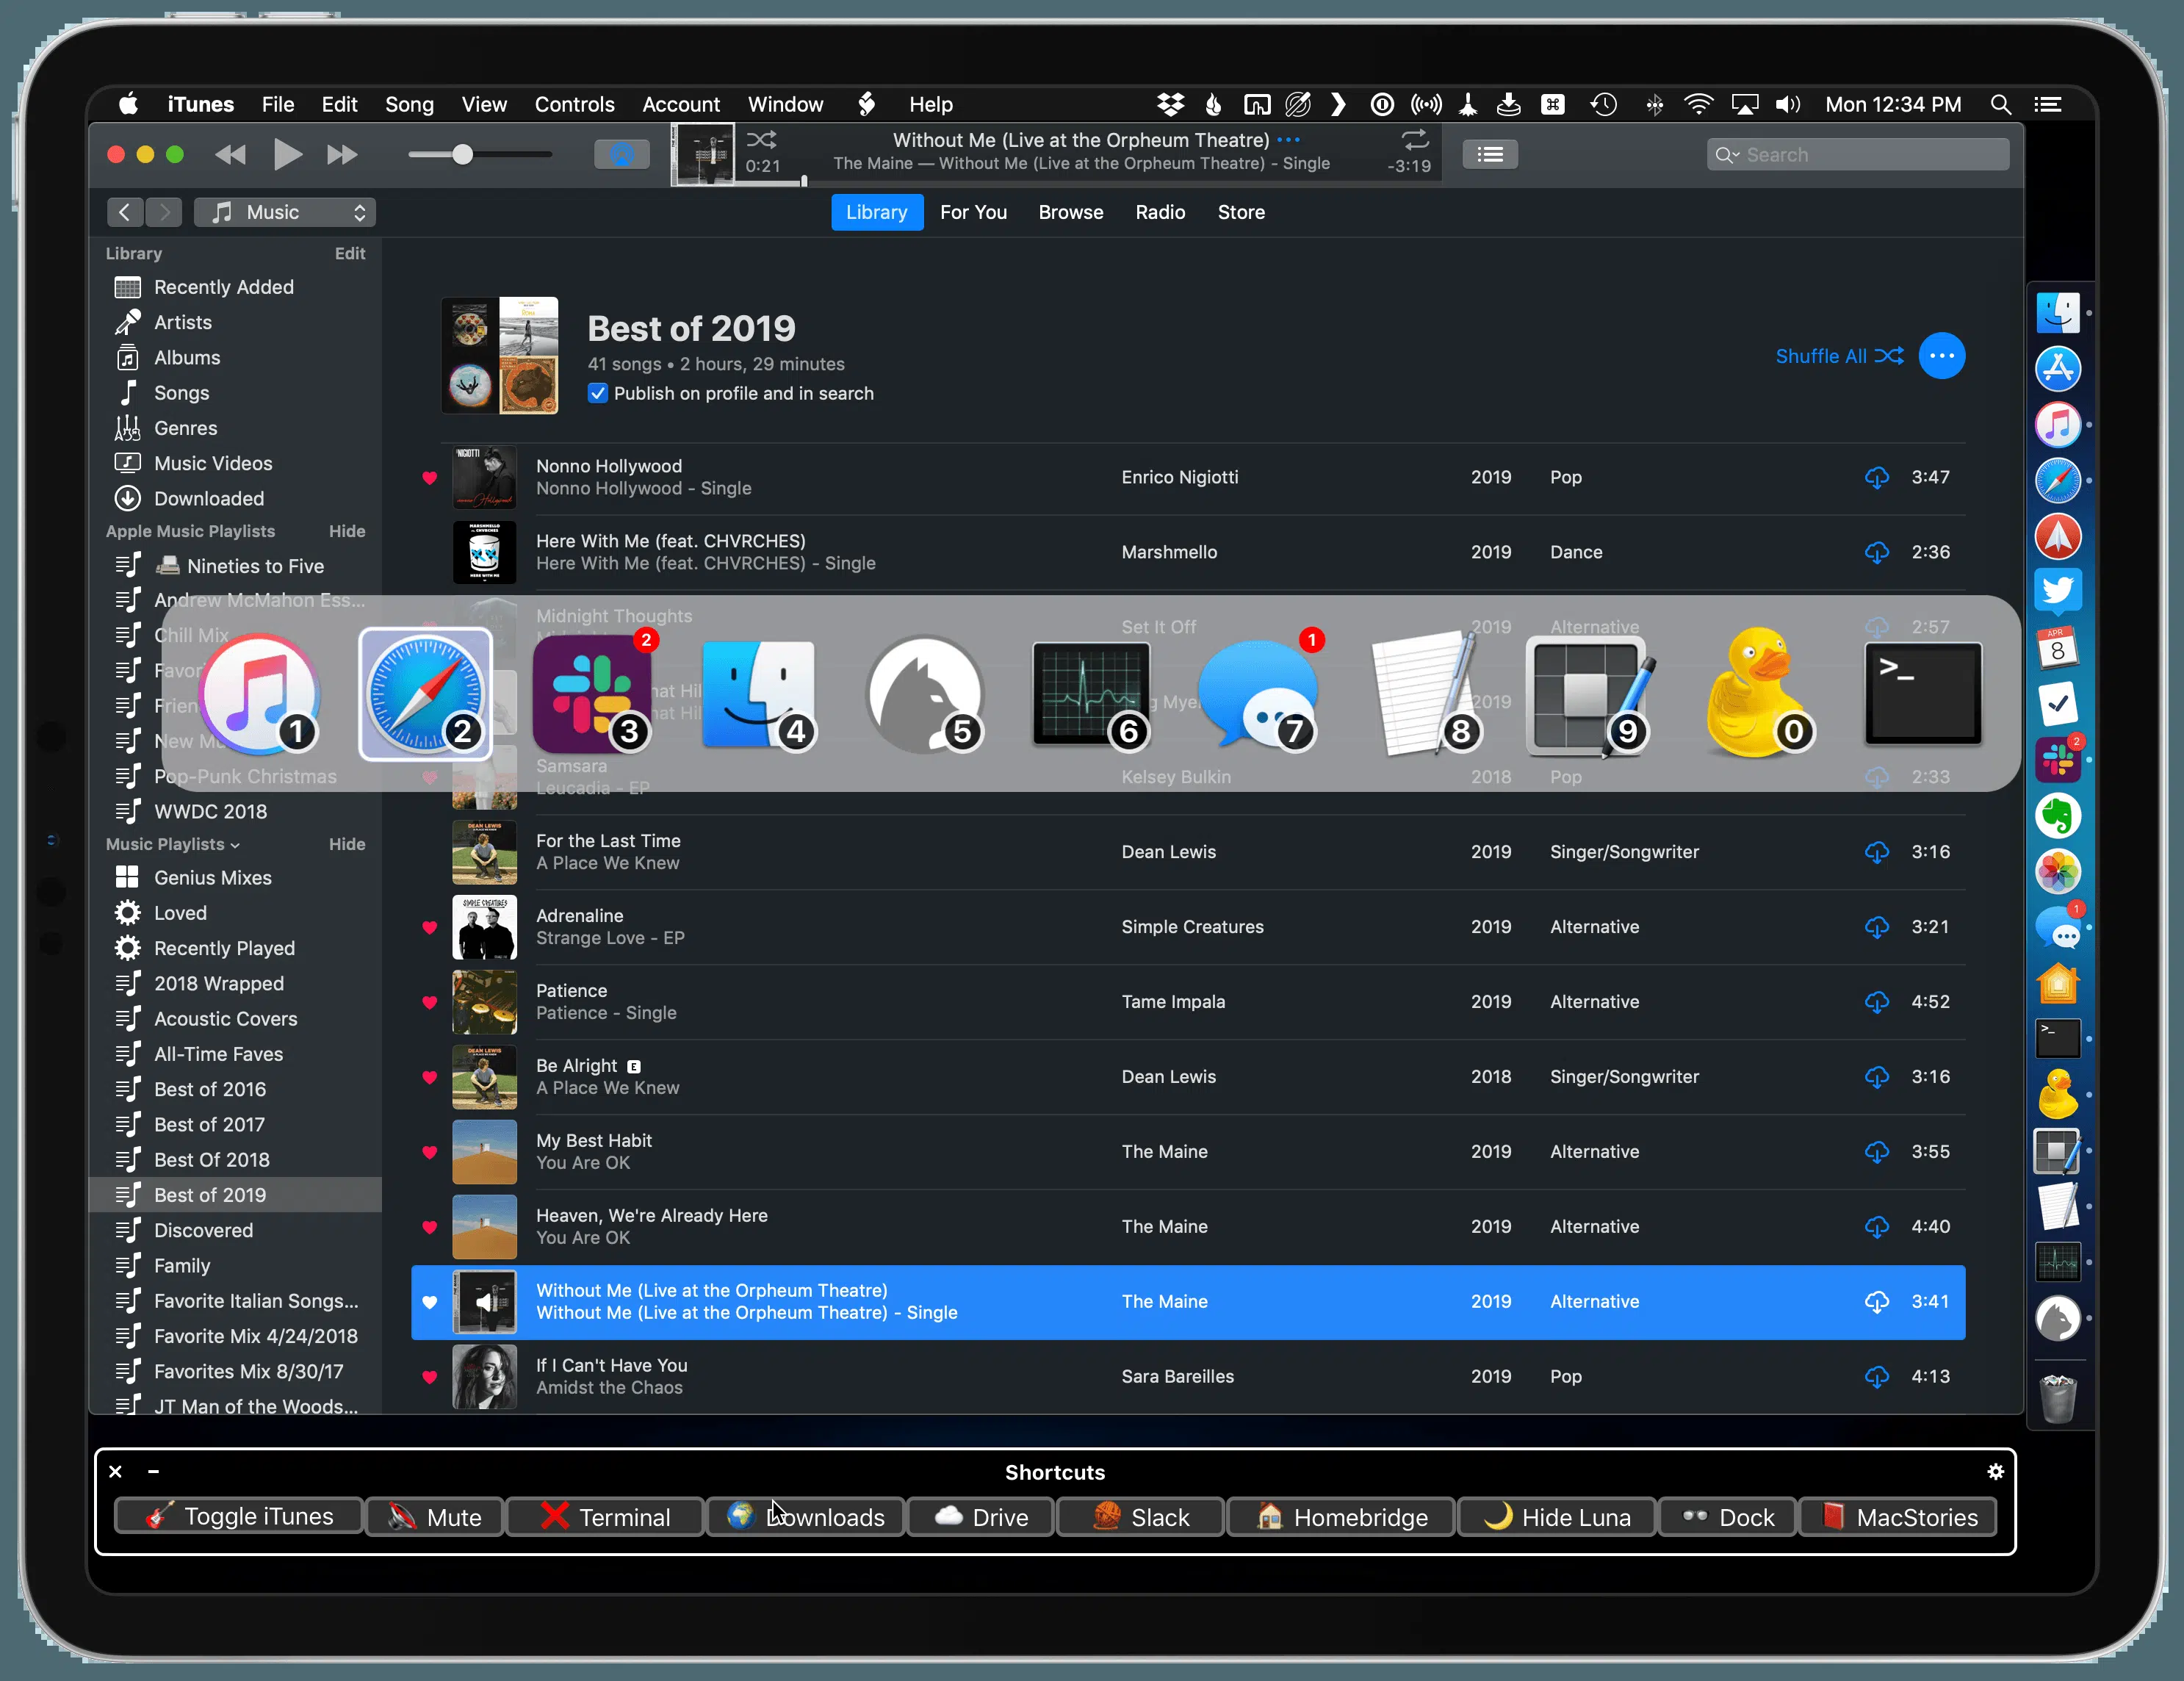 iTunes File Edit Song View Controls Account Window Help Mon 12:34 PM
Without Me (Live at the Orpheum Theatre)
0:21 The Maine — Without Me (Live at the Orpheum Theatre) - Single -3:19
Search
Music
Library For You Browse Radio Store
Library Edit
Recently Added
Artists
Albums
Songs
Genres
Music Videos
Downloaded
Apple Music Playlists Hide
Nineties to Five
Andrew McMahon Ess...
Chill Mix
Pop-Punk Christmas
WWDC 2018
Music Playlists Hide
Genius Mixes
Loved
Recently Played
2018 Wrapped
Acoustic Covers
All-Time Faves
Best of 2016
Best of 2017
Best Of 2018
Best of 2019
Discovered
Family
Favorite Italian Songs...
Favorite Mix 4/24/2018
Favorites Mix 8/30/17
JT Man of the Woods...
Best of 2019
41 songs • 2 hours, 29 minutes
Publish on profile and in search
Shuffle All
Nonno Hollywood
Nonno Hollywood - Single
Enrico Nigiotti 2019 Pop 3:47
Here With Me (feat. CHVRCHES)
Here With Me (feat. CHVRCHES) - Single
Marshmello 2019 Dance 2:36
Midnight Thoughts
Set It Off 2019 Alternative 2:57
2019
Samsara
Leucadia - EP
Kelsey Bulkin 2018 Pop 2:33
1 2 3 4 5 6 7 8 9 0
2
1
>_
For the Last Time
A Place We Knew
Dean Lewis 2019 Singer/Songwriter 3:16
Adrenaline
Strange Love - EP
Simple Creatures 2019 Alternative 3:21
Patience
Patience - Single
Tame Impala 2019 Alternative 4:52
Be Alright E
A Place We Knew
Dean Lewis 2018 Singer/Songwriter 3:16
My Best Habit
You Are OK
The Maine 2019 Alternative 3:55
Heaven, We're Already Here
You Are OK
The Maine 2019 Alternative 4:40
Without Me (Live at the Orpheum Theatre)
Without Me (Live at the Orpheum Theatre) - Single
The Maine 2019 Alternative 3:41
If I Can't Have You
Amidst the Chaos
Sara Bareilles 2019 Pop 4:13
APR
8
2
1
>_
Shortcuts
Toggle iTunes Mute Terminal Downloads Drive Slack Homebridge Hide Luna Dock MacStories